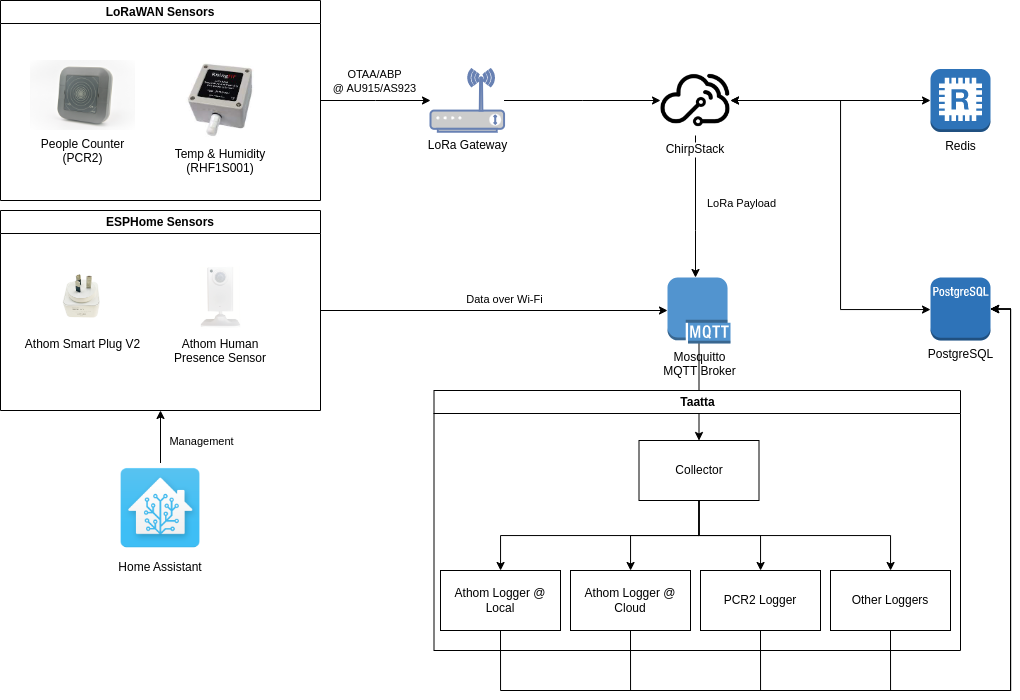 LoRaWAN Sensors
People Counter
(PCR2)
Temp & Humidity
(RHF1S001)
OTAA/ABP
@ AU915/AS923
LoRa Gateway
ChirpStack
R
Redis
LoRa Payload
ESPHome Sensors
Athom Smart Plug V2
Athom Human
Presence Sensor
Data over Wi-Fi
MQTT
Mosquitto
MQTT Broker
PostgreSQL
PostgreSQL
Management
Home Assistant
Taatta
Collector
Athom Logger @
Local
Athom Logger @
Cloud
PCR2 Logger
Other Loggers